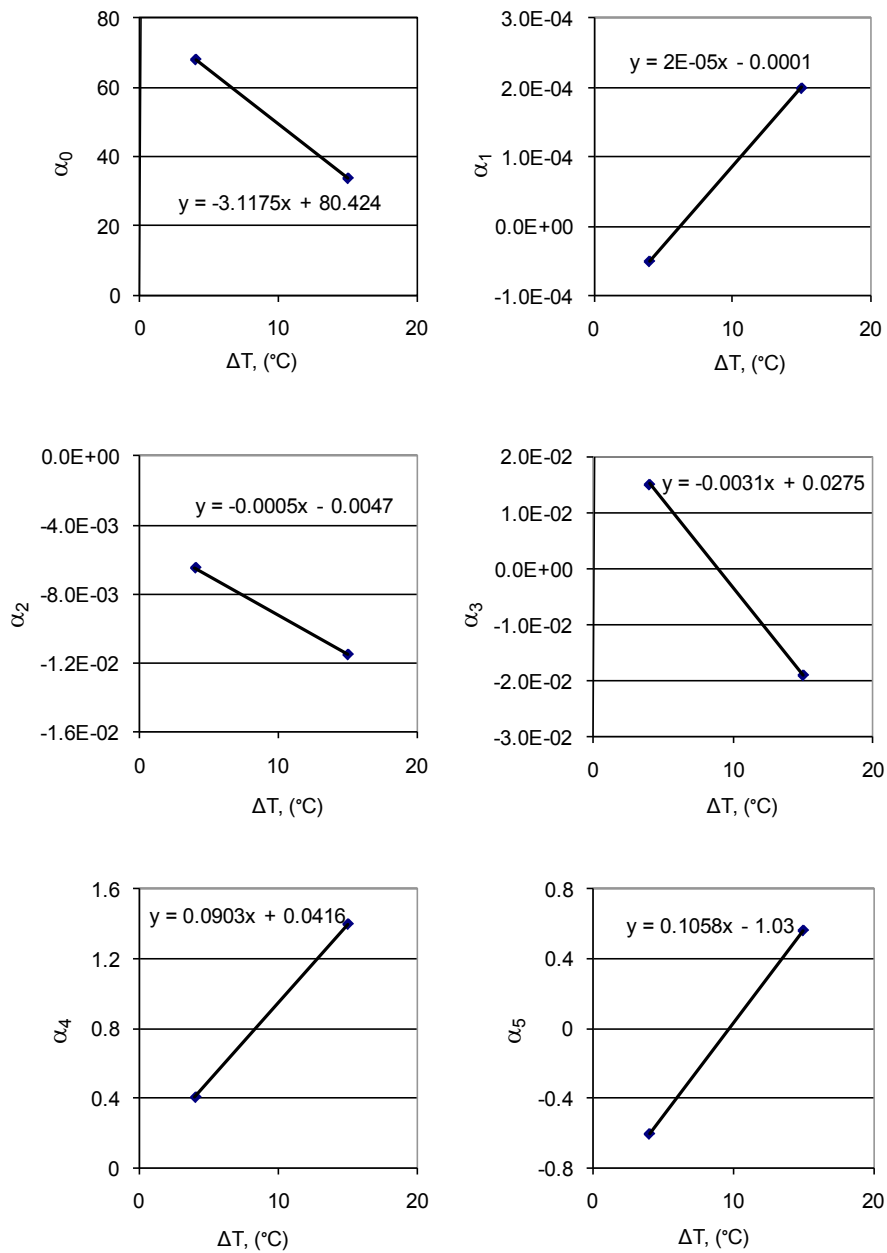 80
60
40
20
0
α0
y = -3.1175x + 80.424
0 10 20
ΔT, (°C)
3.0E-04
2.0E-04
1.0E-04
0.0E+00
-1.0E-04
α1
y = 2E-05x - 0.0001
0 10 20
ΔT, (°C)
0.0E+00
-4.0E-03
-8.0E-03
-1.2E-02
-1.6E-02
α2
y = -0.0005x - 0.0047
0 10 20
ΔT, (°C)
2.0E-02
1.0E-02
0.0E+00
-1.0E-02
-2.0E-02
-3.0E-02
α3
y = -0.0031x + 0.0275
0 10 20
ΔT, (°C)
1.6
1.2
0.8
0.4
0
α4
y = 0.0903x + 0.0416
0 10 20
ΔT, (°C)
0.8
0.4
0
-0.4
-0.8
α5
y = 0.1058x - 1.03
0 10 20
ΔT, (°C)